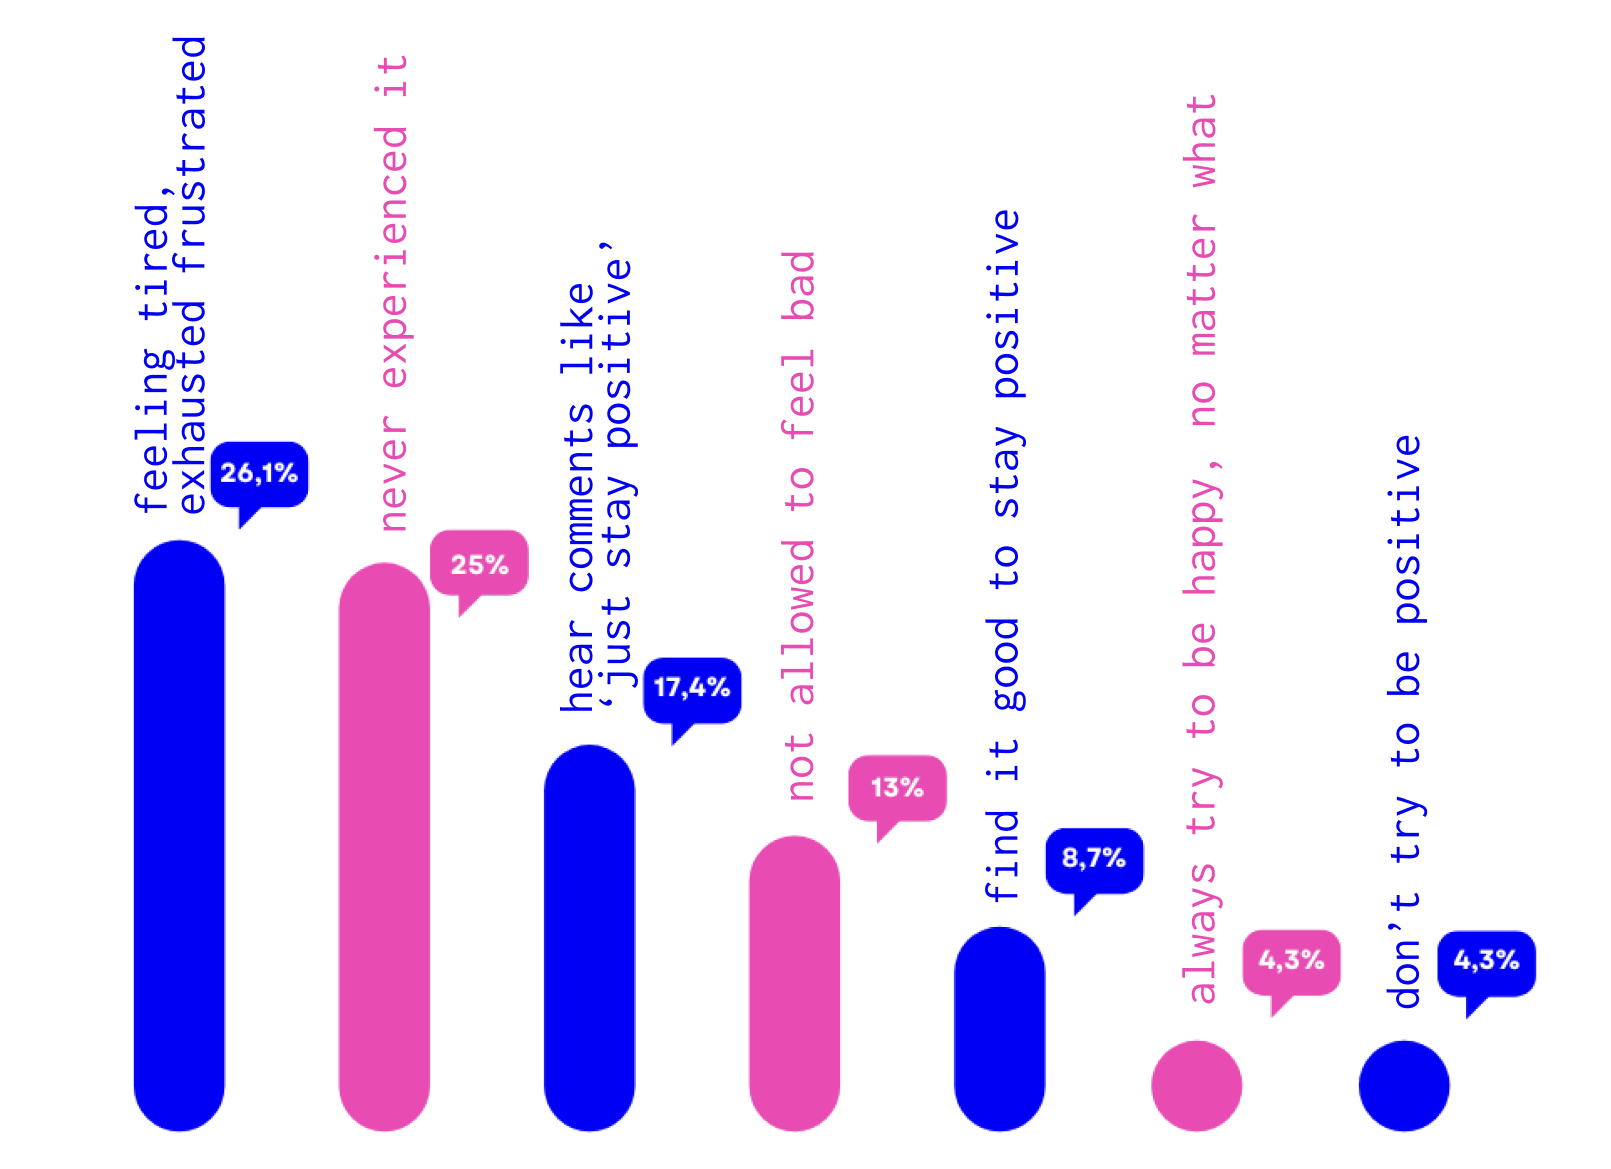 feeling tired,
exhausted frustrated
26,1%
never experienced it
25%
hear comments like
‘just stay positive’
17,4%
not allowed to feel bad
13%
find it good to stay positive
8,7%
always try to be happy, no matter what
4,3%
don’t try to be positive
4,3%